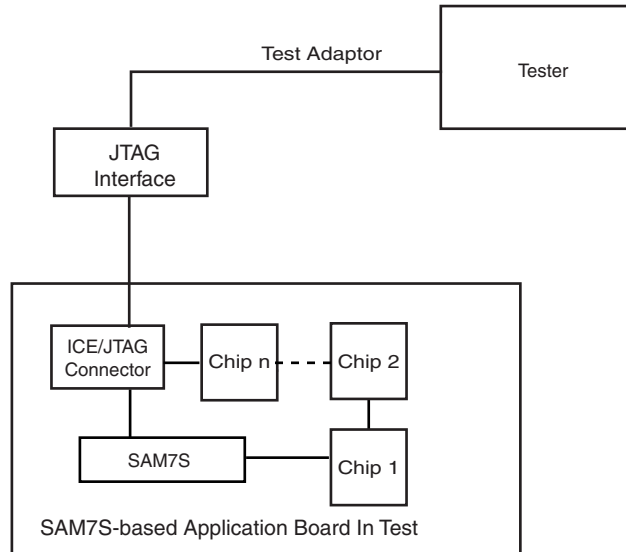 Test Adaptor
Tester
JTAG
Interface
ICE/JTAG
Connector
Chip n
Chip 2
SAM7S
Chip 1
SAM7S-based Application Board In Test